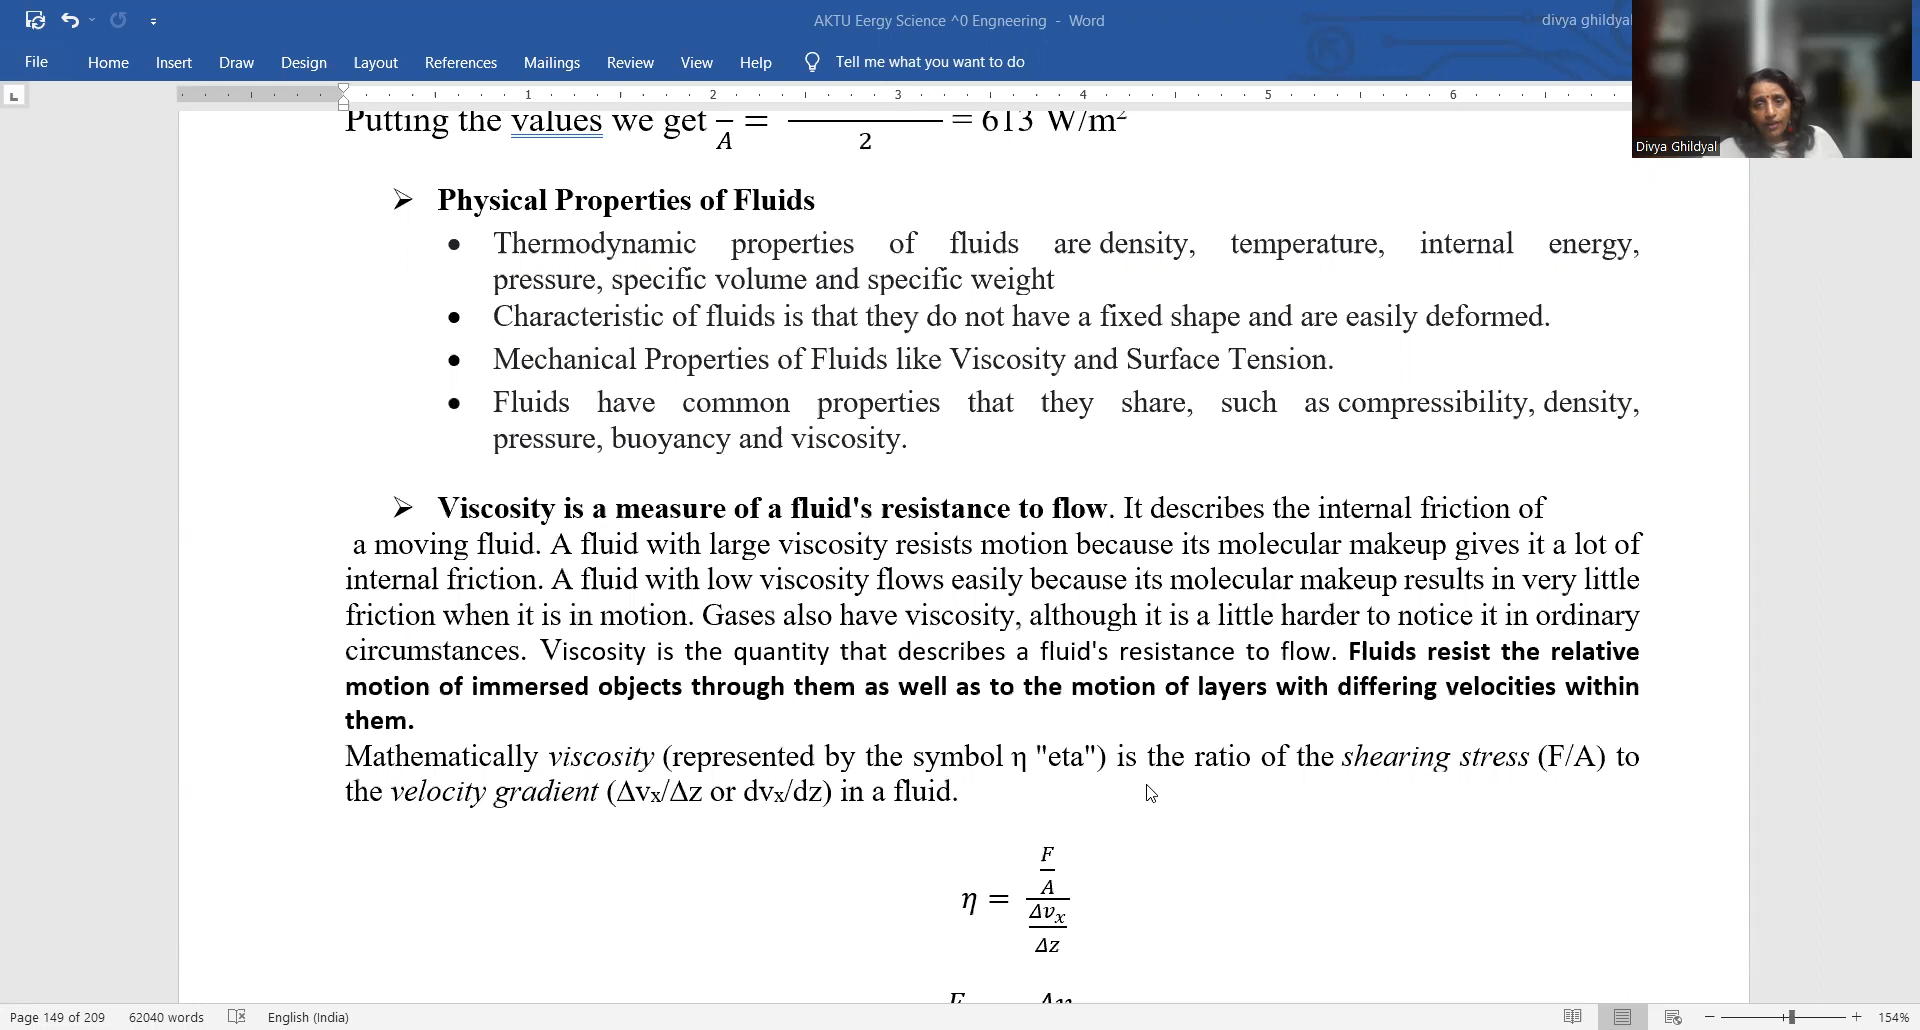 AKTU Eergy Science ^0 Engneering - Word
divya ghildyal
File Home Insert Draw Design Layout References Mailings Review View Help Tell me what you want to do
1 2 3 4 5 6
Divya Ghildyal
Putting the values we get /A = /2 = 613 W/m²
➢ Physical Properties of Fluids
• Thermodynamic properties of fluids are density, temperature, internal energy,
pressure, specific volume and specific weight
• Characteristic of fluids is that they do not have a fixed shape and are easily deformed.
• Mechanical Properties of Fluids like Viscosity and Surface Tension.
• Fluids have common properties that they share, such as compressibility, density,
pressure, buoyancy and viscosity.
➢ Viscosity is a measure of a fluid's resistance to flow. It describes the internal friction of
a moving fluid. A fluid with large viscosity resists motion because its molecular makeup gives it a lot of
internal friction. A fluid with low viscosity flows easily because its molecular makeup results in very little
friction when it is in motion. Gases also have viscosity, although it is a little harder to notice it in ordinary
circumstances. Viscosity is the quantity that describes a fluid's resistance to flow. Fluids resist the relative
motion of immersed objects through them as well as to the motion of layers with differing velocities within
them.
Mathematically viscosity (represented by the symbol η "eta") is the ratio of the shearing stress (F/A) to
the velocity gradient (Δvₓ/Δz or dvₓ/dz) in a fluid.
η = (F/A)/(Δvₓ/Δz)
F Δv
Page 149 of 209 62040 words English (India) 154%